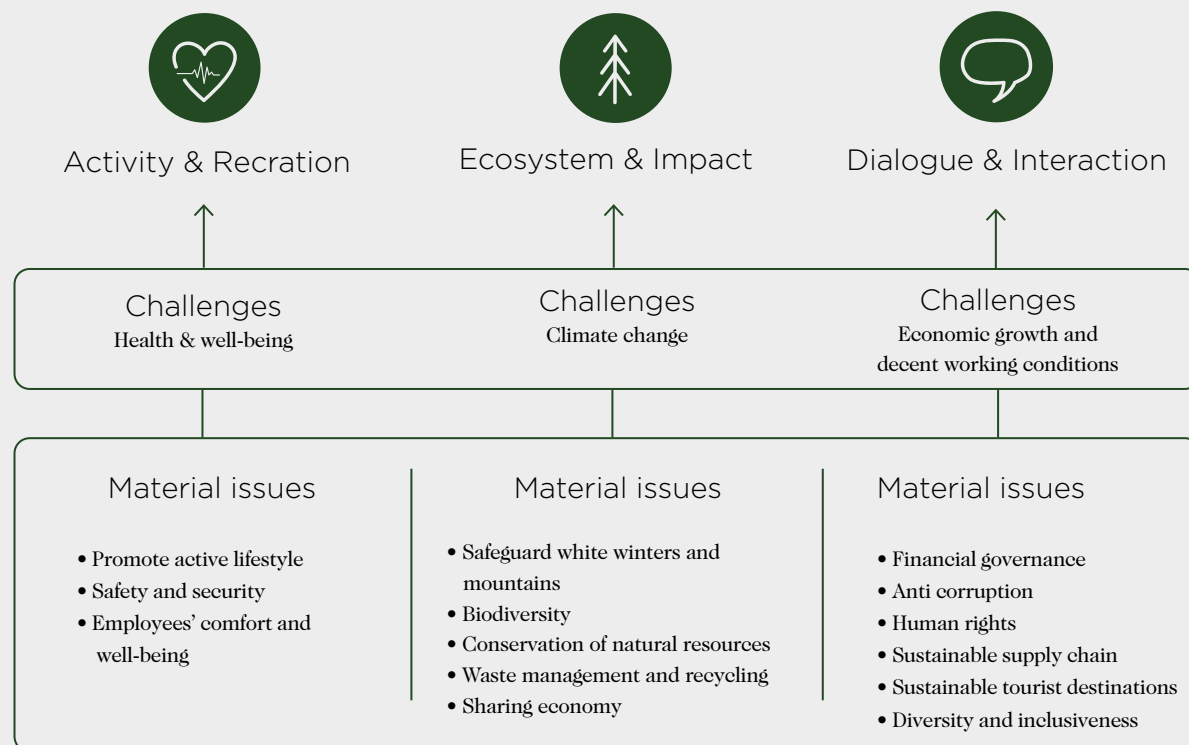 Activity & Recration
Ecosystem & Impact
Dialogue & Interaction
Challenges
Health & well-being
Challenges
Climate change
Challenges
Economic growth and
decent working conditions
Material issues
• Promote active lifestyle
• Safety and security
• Employees’ comfort and
well-being
Material issues
• Safeguard white winters and
mountains
• Biodiversity
• Conservation of natural resources
• Waste management and recycling
• Sharing economy
Material issues
• Financial governance
• Anti corruption
• Human rights
• Sustainable supply chain
• Sustainable tourist destinations
• Diversity and inclusiveness